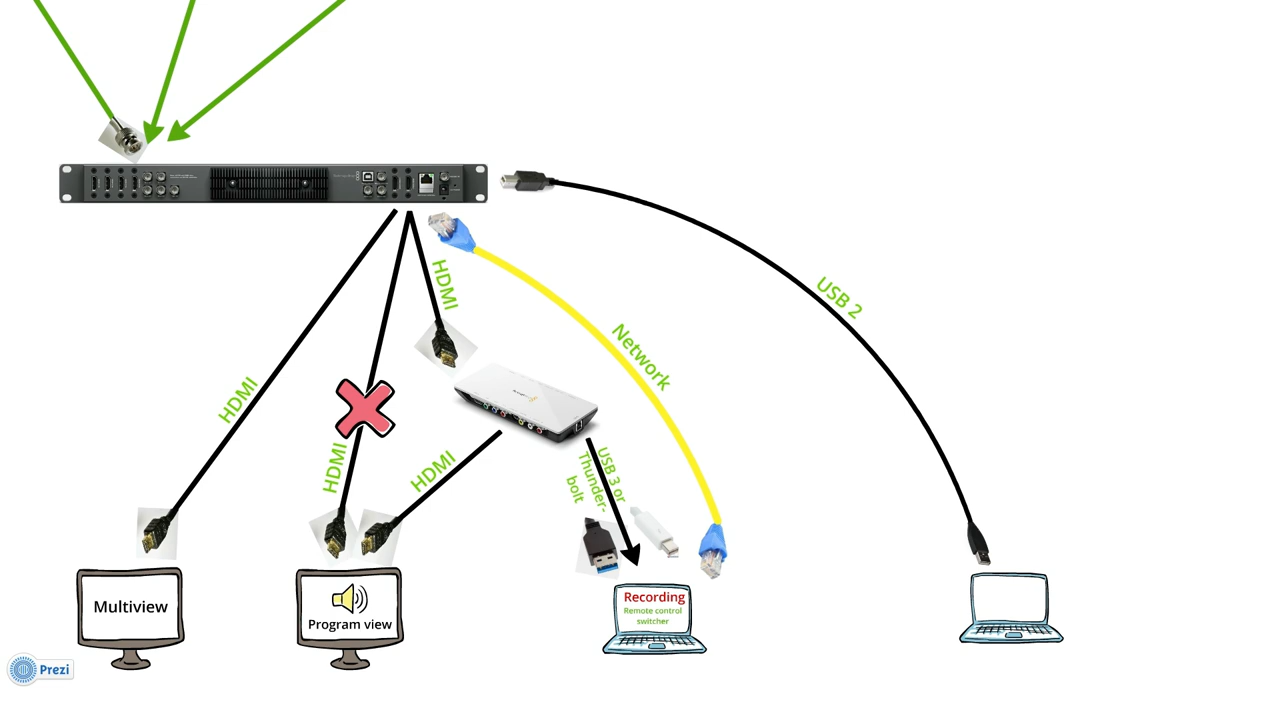 USB 2
HDMI
Network
HDMI
HDMI
HDMI
USB 3 or
Thunder-
bolt
Multiview
Program view
Recording
Remote control
switcher
Prezi